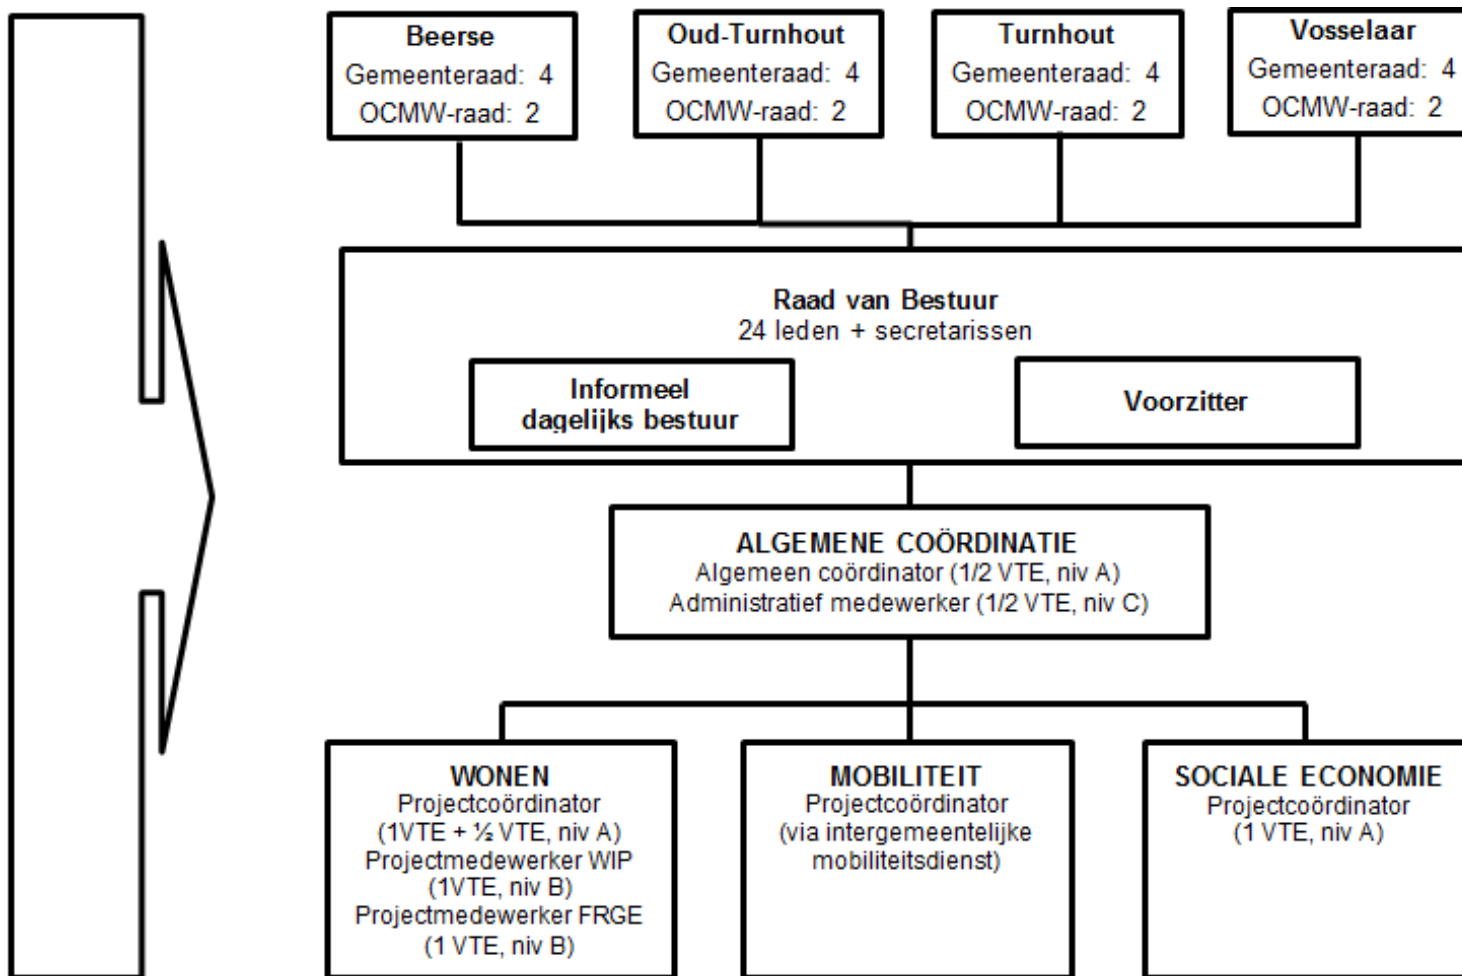 Beerse
Gemeenteraad: 4
OCMW-raad: 2
Oud-Turnhout
Gemeenteraad: 4
OCMW-raad: 2
Turnhout
Gemeenteraad: 4
OCMW-raad: 2
Vosselaar
Gemeenteraad: 4
OCMW-raad: 2
Raad van Bestuur
24 leden + secretarissen
Informeel
dagelijks bestuur
Voorzitter
ALGEMENE COÖRDINATIE
Algemeen coördinator (1/2 VTE, niv A)
Administratief medewerker (1/2 VTE, niv C)
WONEN
Projectcoördinator
(1VTE + ½ VTE, niv A)
Projectmedewerker WIP
(1VTE, niv B)
Projectmedewerker FRGE
(1 VTE, niv B)
MOBILITEIT
Projectcoördinator
(via intergemeentelijke
mobiliteitsdienst)
SOCIALE ECONOMIE
Projectcoördinator
(1 VTE, niv A)